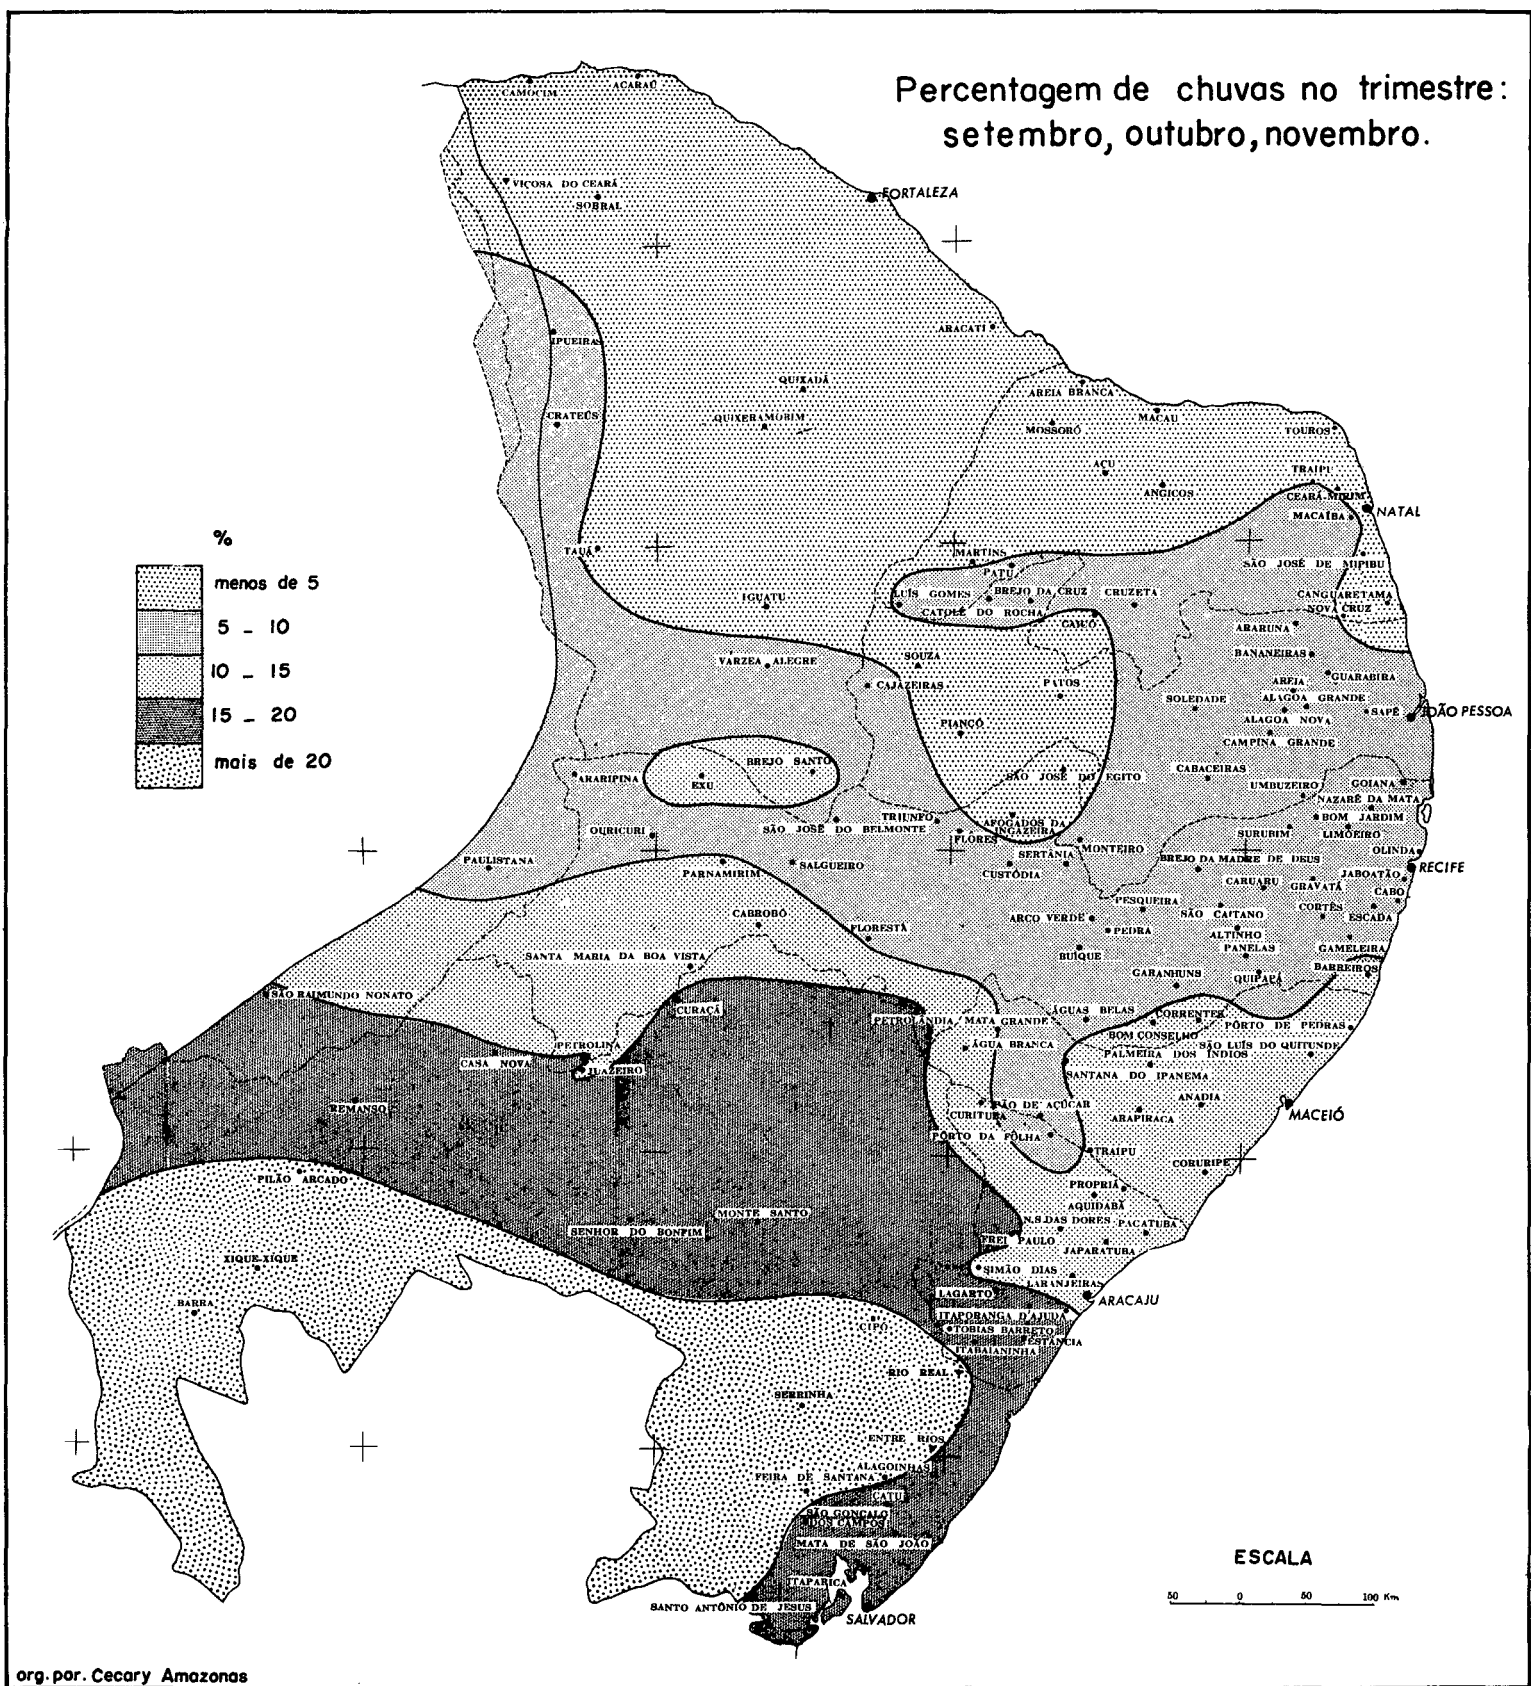 Percentagem de chuvas no trimestre:
setembro, outubro, novembro.
CAMOCIM
ACARAÚ
VIÇOSA DO CEARÁ
SOBRAL
FORTALEZA
ARACATI
IPUEIRAS
QUIXADÁ
AREIA BRANCA
MACAU
CRATEÚS
QUIXERAMOBIM
MOSSORÓ
TOUROS
AÇU
TRAIPU
ANGICOS
CEARÁ-MIRIM
MACAÍBA
NATAL
TAUÁ
MARTINS
PATU
SÃO JOSÉ DE MIPIBU
IGUATU
LUÍS GOMES
BREJO DA CRUZ
CRUZETA
CANGUARETAMA
CATOLÉ DO ROCHA
NOVA CRUZ
CAICÓ
ARARUNA
VÁRZEA ALEGRE
SOUZA
BANANEIRAS
CAJAZEIRAS
PATOS
AREIA
GUARABIRA
SOLEDADE
ALAGOA GRANDE
SAPÉ
JOÃO PESSOA
PIANCÓ
ALAGOA NOVA
CAMPINA GRANDE
%
menos de 5
5 - 10
10 - 15
15 - 20
mais de 20
ARARIPINA
EXU
BREJO SANTO
SÃO JOSÉ DO EGITO
CABACEIRAS
UMBUZEIRO
GOIANA
NAZARÉ DA MATA
OURICURI
SÃO JOSÉ DO BELMONTE
TRIUNFO
AFOGADOS DA
INGAZEIRA
BOM JARDIM
FLÔRES
SURUBIM
LIMOEIRO
PAULISTANA
PARNAMIRIM
SALGUEIRO
SERTÂNIA
MONTEIRO
OLINDA
CUSTÓDIA
BREJO DA MADRE DE DEUS
RECIFE
CARUARU
GRAVATÁ
JABOATÃO
CABO
CABROBÓ
FLORESTA
ARCO VERDE
PESQUEIRA
SÃO CAITANO
CORTÊS
ESCADA
PEDRA
ALTINHO
SANTA MARIA DA BOA VISTA
BUÍQUE
PANELAS
GAMELEIRA
GARANHUNS
QUIPAPÁ
BARREIROS
SÃO RAIMUNDO NONATO
CURAÇÁ
PETROLÂNDIA
MATA GRANDE
ÁGUAS BELAS
CORRENTES
PÔRTO DE PEDRAS
BOM CONSELHO
PETROLINA
ÁGUA BRANCA
PALMEIRA DOS ÍNDIOS
SÃO LUÍS DO QUITUNDE
CASA NOVA
JUAZEIRO
SANTANA DO IPANEMA
REMANSO
CURITUBA
PÃO DE AÇÚCAR
ARAPIRACA
ANADIA
MACEIÓ
PÔRTO DA FÔLHA
TRAIPU
CORURIPE
PILÃO ARCADO
PROPRIÁ
AQUIDABÃ
SENHOR DO BONFIM
MONTE SANTO
N.S. DAS DORES
PACATUBA
FREI PAULO
JAPARATUBA
XIQUE-XIQUE
SIMÃO DIAS
LARANJEIRAS
BARRA
LAGARTO
ARACAJU
CIPÓ
ITAPORANGA D'AJUDA
TOBIAS BARRETO
ESTÂNCIA
ITABAIANINHA
RIO REAL
SERRINHA
ENTRE RIOS
ALAGOINHAS
FEIRA DE SANTANA
CATU
SÃO GONÇALO
DOS CAMPOS
MATA DE SÃO JOÃO
ITAPARICA
SANTO ANTÔNIO DE JESUS
SALVADOR
ESCALA
50 0 50 100 Km
org. por. Cecary Amazonas